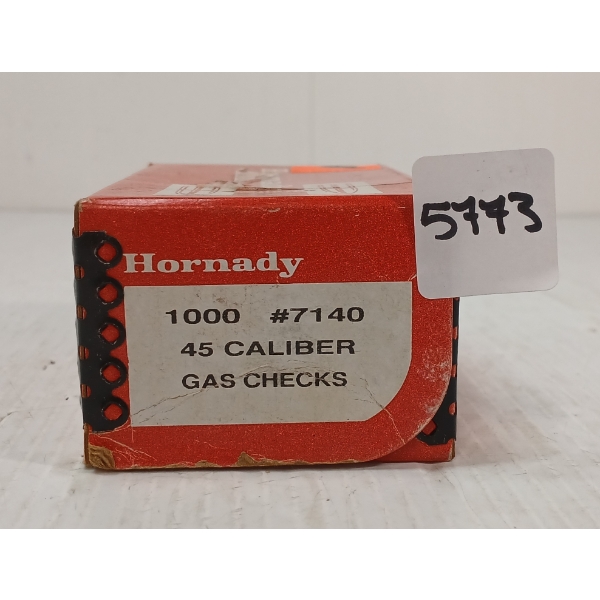 5773
Hornady
1000 #7140
45 CALIBER
GAS CHECKS